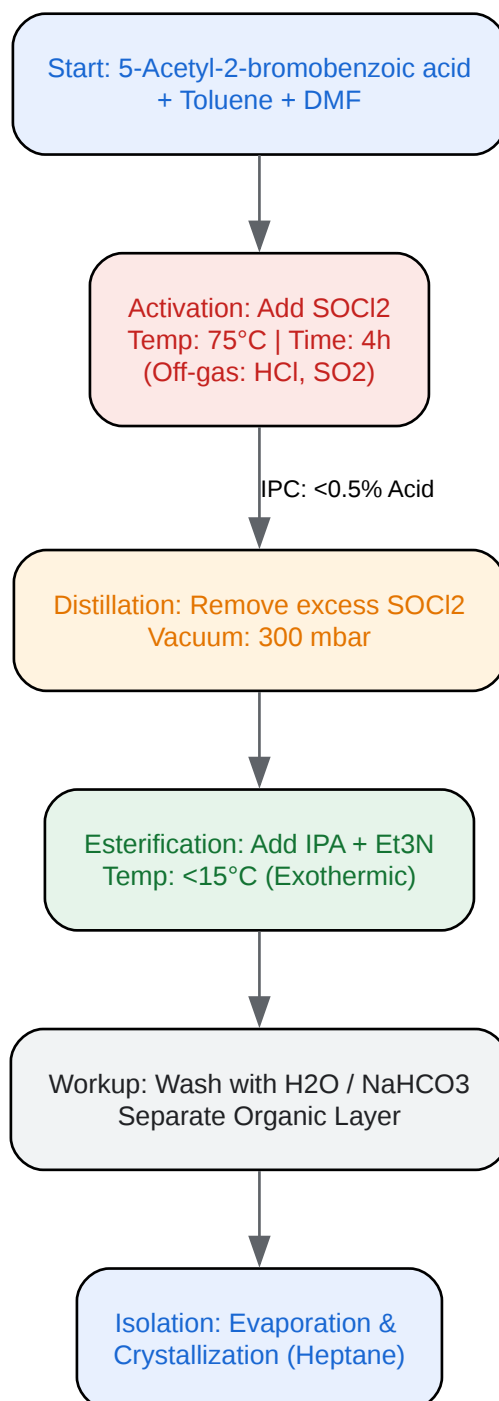 Start: 5-Acetyl-2-bromobenzoic acid
+ Toluene + DMF
Activation: Add SOCl2
Temp: 75°C | Time: 4h
(Off-gas: HCl, SO2)
IPC: <0.5% Acid
Distillation: Remove excess SOCl2
Vacuum: 300 mbar
Esterification: Add IPA + Et3N
Temp: <15°C (Exothermic)
Workup: Wash with H2O / NaHCO3
Separate Organic Layer
Isolation: Evaporation &
Crystallization (Heptane)